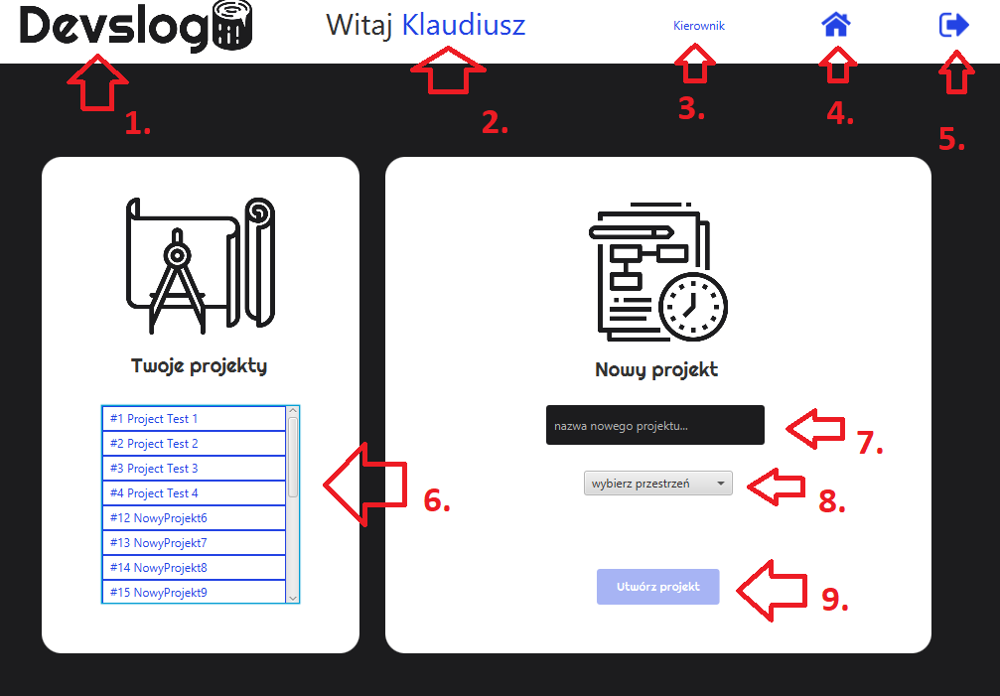 Devslog
Witaj Klaudiusz
Kierownik
1.
2.
3.
4.
5.
Twoje projekty
#1 Project Test 1
#2 Project Test 2
#3 Project Test 3
#4 Project Test 4
#12 NowyProjekt6
#13 NowyProjekt7
#14 NowyProjekt8
#15 NowyProjekt9
6.
Nowy projekt
nazwa nowego projektu...
7.
wybierz przestrzeń
8.
Utwórz projekt
9.